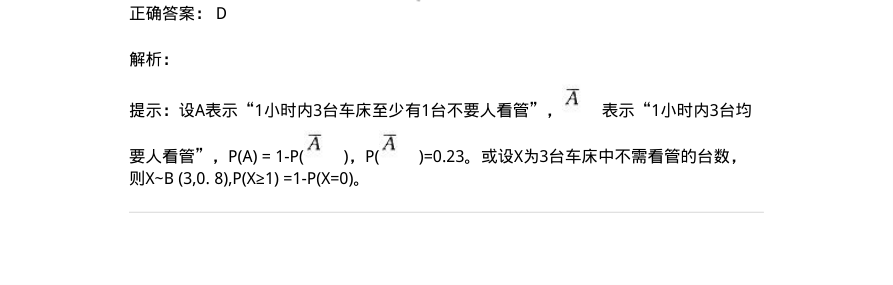 正确答案： D
解析：
提示：设A表示“1小时内3台车床至少有1台不要人看管”，A̅ 表示“1小时内3台均
要人看管”，P(A) = 1-P(A̅ )，P(A̅ )=0.23。或设X为3台车床中不需看管的台数，
则X~B (3,0. 8),P(X≥1) =1-P(X=0)。